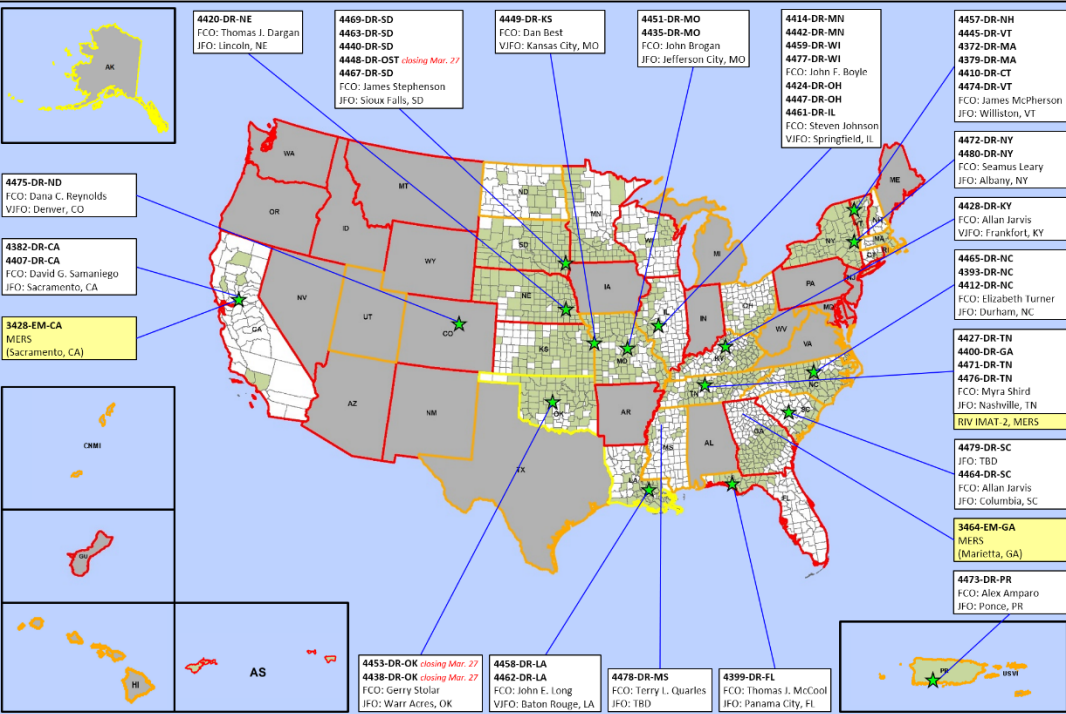 4420-DR-NE
FCO: Thomas J. Dargan
JFO: Lincoln, NE
4469-DR-SD
4463-DR-SD
4440-DR-SD
4448-DR-OST closing Mar. 27
4467-DR-SD
FCO: James Stephenson
JFO: Sioux Falls, SD
4449-DR-KS
FCO: Dan Best
VJFO: Kansas City, MO
4451-DR-MO
4435-DR-MO
FCO: John Brogan
JFO: Jefferson City, MO
4414-DR-MN
4442-DR-MN
4459-DR-WI
4477-DR-WI
FCO: John F. Boyle
4424-DR-OH
4447-DR-OH
4461-DR-IL
FCO: Steven Johnson
VJFO: Springfield, IL
4457-DR-NH
4445-DR-VT
4372-DR-MA
4379-DR-MA
4410-DR-CT
4474-DR-VT
FCO: James McPherson
JFO: Williston, VT
4472-DR-NY
4480-DR-NY
FCO: Seamus Leary
JFO: Albany, NY
4428-DR-KY
FCO: Allan Jarvis
VJFO: Frankfort, KY
4465-DR-NC
4393-DR-NC
4412-DR-NC
FCO: Elizabeth Turner
JFO: Durham, NC
4427-DR-TN
4400-DR-GA
4471-DR-TN
4476-DR-TN
FCO: Myra Shird
JFO: Nashville, TN
RIV IMAT-2, MERS
4479-DR-SC
JFO: TBD
4464-DR-SC
FCO: Allan Jarvis
JFO: Columbia, SC
3464-EM-GA
MERS
(Marietta, GA)
4473-DR-PR
FCO: Alex Amparo
JFO: Ponce, PR
4475-DR-ND
FCO: Dana C. Reynolds
VJFO: Denver, CO
4382-DR-CA
4407-DR-CA
FCO: David G. Samaniego
JFO: Sacramento, CA
3428-EM-CA
MERS
(Sacramento, CA)
4453-DR-OK closing Mar. 27
4438-DR-OK closing Mar. 27
FCO: Gerry Stolar
JFO: Warr Acres, OK
4458-DR-LA
4462-DR-LA
FCO: John E. Long
VJFO: Baton Rouge, LA
4478-DR-MS
FCO: Terry L. Quarles
JFO: TBD
4399-DR-FL
FCO: Thomas J. McCool
JFO: Panama City, FL
AK
WA
MT
ND
MN
ME
OR
ID
SD
WI
MI
NY
VT
NH
MA
RI
CT
WY
NE
IA
PA
NJ
NV
UT
CO
IL
IN
OH
MD
WV
VA
CA
KS
MO
KY
NC
AZ
NM
OK
AR
TN
SC
TX
LA
MS
AL
GA
FL
CNMI
GU
HI
AS
PR
USVI